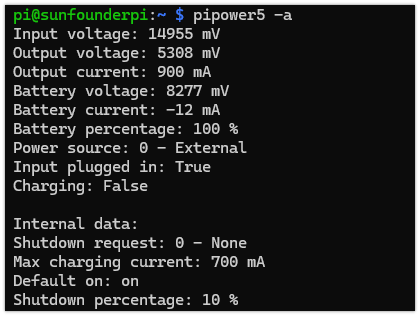 pi@sunfounderpi:~ $ pipower5 -a
Input voltage: 14955 mV
Output voltage: 5308 mV
Output current: 900 mA
Battery voltage: 8277 mV
Battery current: -12 mA
Battery percentage: 100 %
Power source: 0 - External
Input plugged in: True
Charging: False

Internal data:
Shutdown request: 0 - None
Max charging current: 700 mA
Default on: on
Shutdown percentage: 10 %